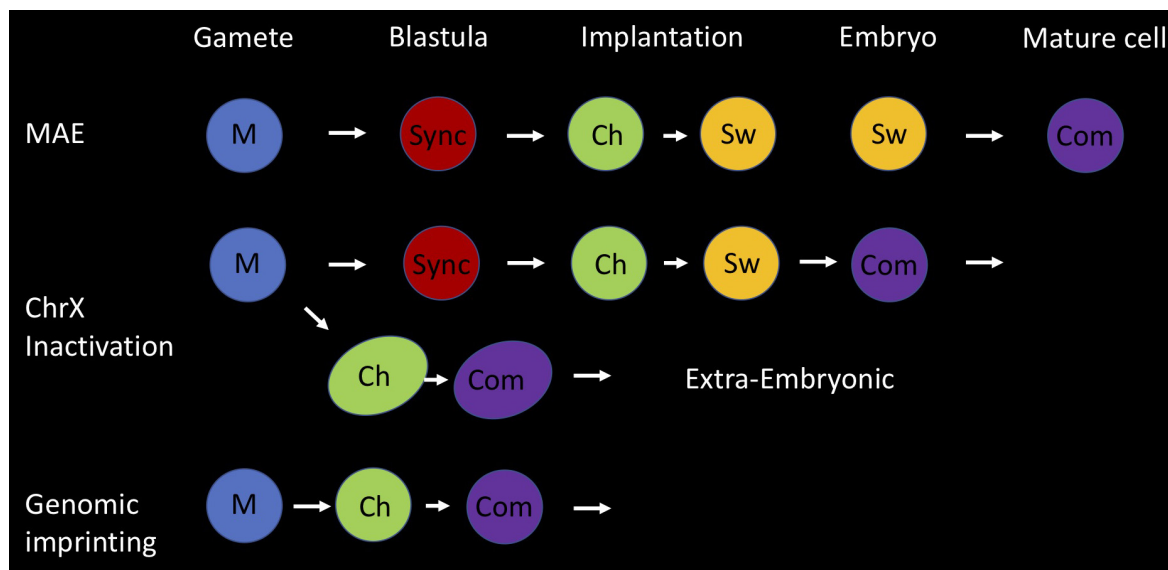 Gamete Blastula Implantation Embryo Mature cell
MAE M Sync Ch Sw Sw Com
M Sync Ch Sw Com
ChrX
Inactivation
Ch Com Extra-Embryonic
Genomic
imprinting
M Ch Com